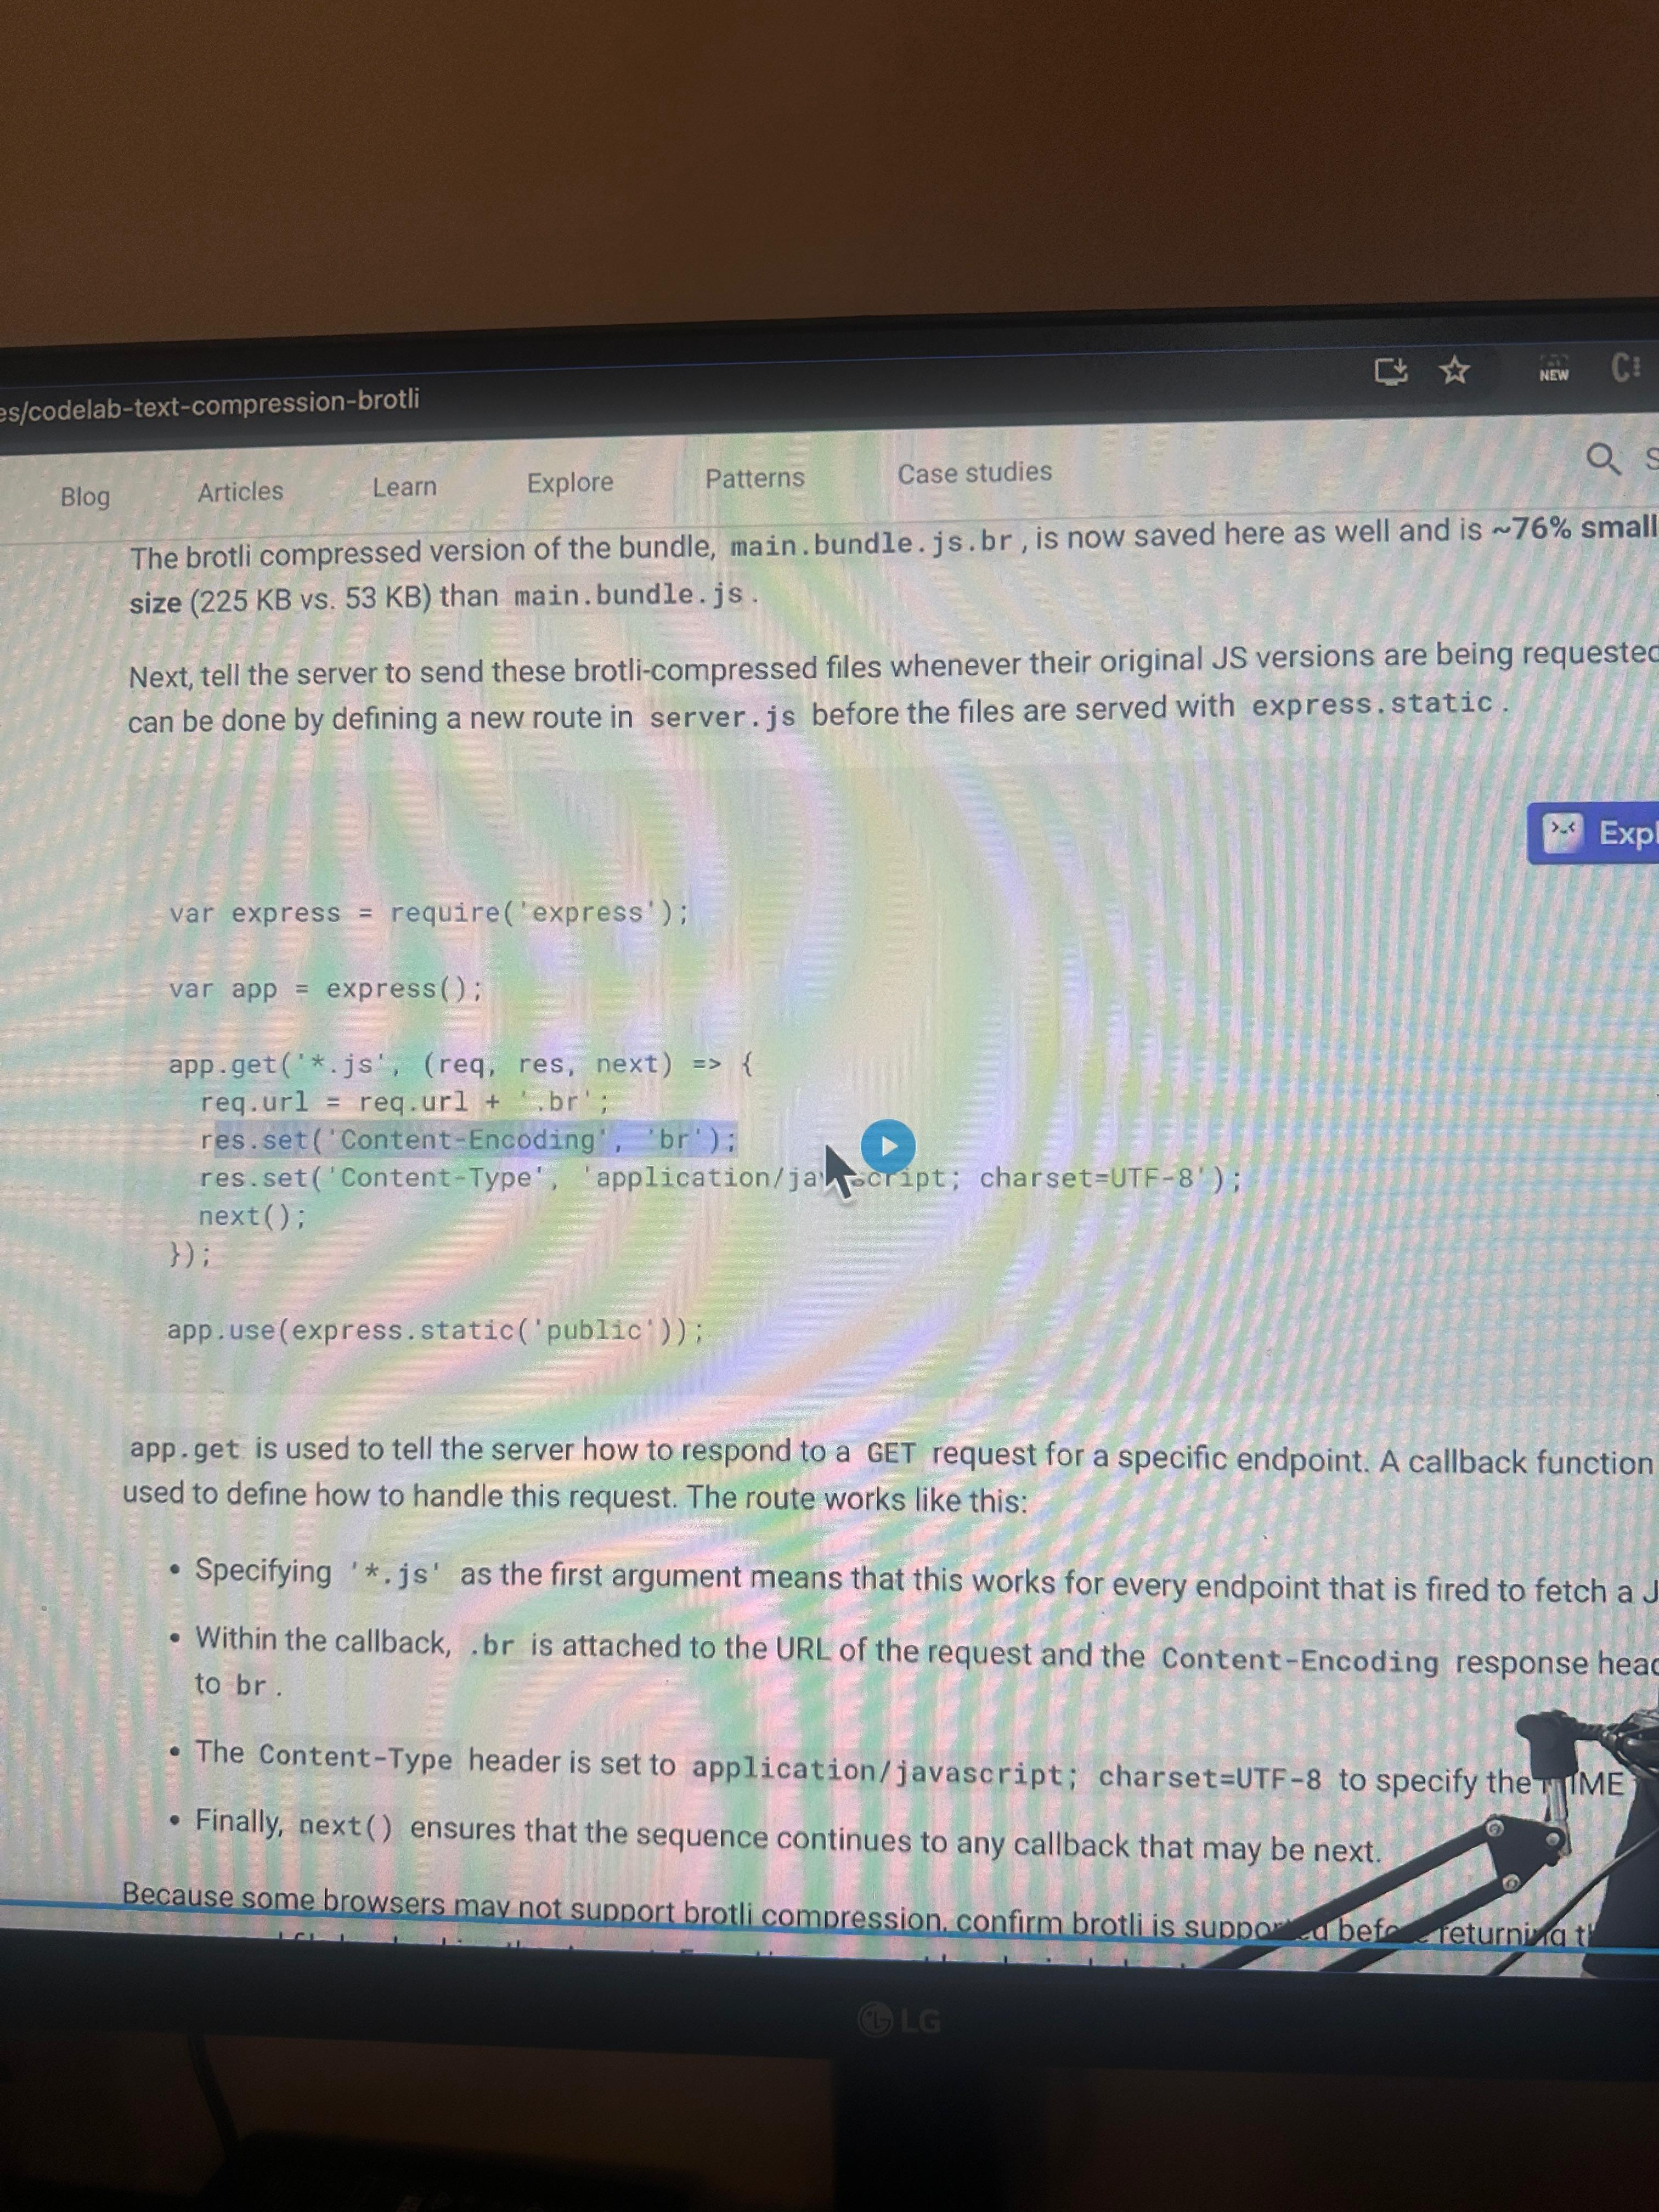 es/codelab-text-compression-brotli
NEW
Blog Articles Learn Explore Patterns Case studies S
The brotli compressed version of the bundle, main.bundle.js.br, is now saved here as well and is ~76% small
size (225 KB vs. 53 KB) than main.bundle.js.
Next, tell the server to send these brotli-compressed files whenever their original JS versions are being requested
can be done by defining a new route in server.js before the files are served with express.static.
Expl
var express = require('express');
var app = express();
app.get('*.js', (req, res, next) => {
req.url = req.url + '.br';
res.set('Content-Encoding', 'br');
res.set('Content-Type', 'application/javascript; charset=UTF-8');
next();
});
app.use(express.static('public'));
app.get is used to tell the server how to respond to a GET request for a specific endpoint. A callback function
used to define how to handle this request. The route works like this:
• Specifying '*.js' as the first argument means that this works for every endpoint that is fired to fetch a J
• Within the callback, .br is attached to the URL of the request and the Content-Encoding response head
to br.
• The Content-Type header is set to application/javascript; charset=UTF-8 to specify the MIME
• Finally, next() ensures that the sequence continues to any callback that may be next.
Because some browsers may not support brotli compression, confirm brotli is supported before returning th
LG